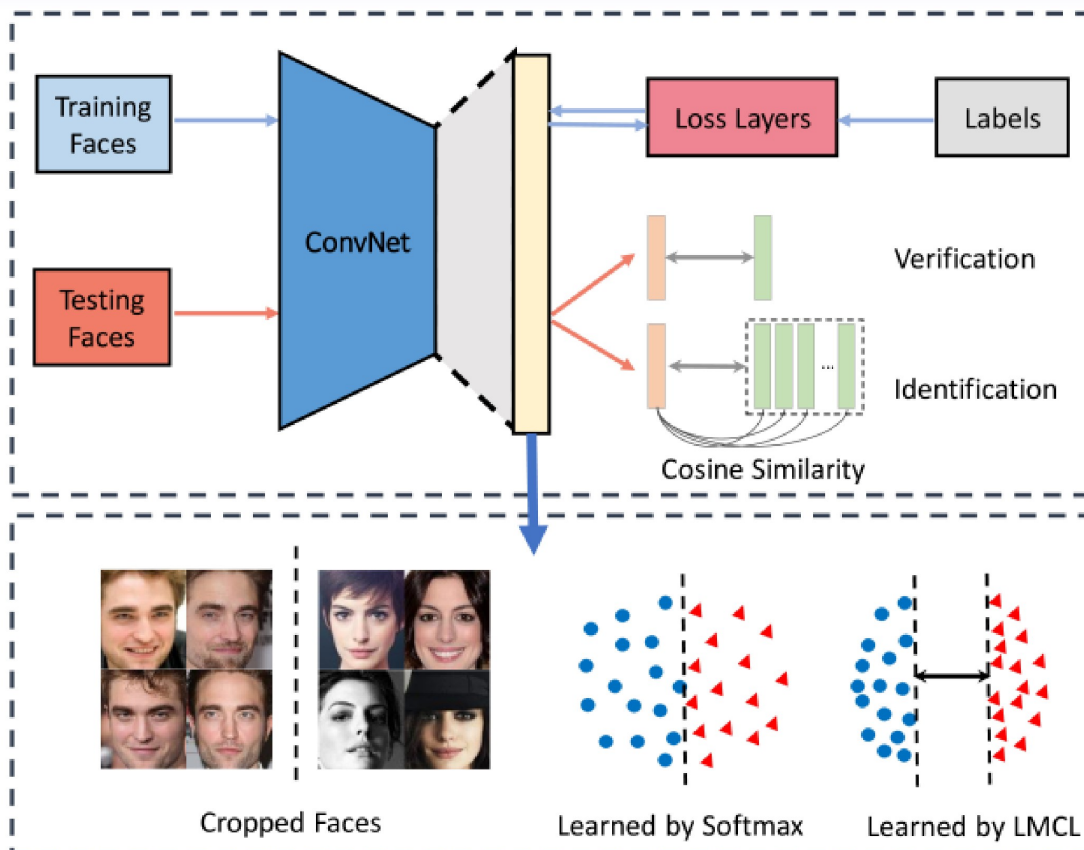 Training
Faces
Loss Layers
Labels
ConvNet
Verification
Testing
Faces
...
Identification
Cosine Similarity
Cropped Faces
Learned by Softmax
Learned by LMCL